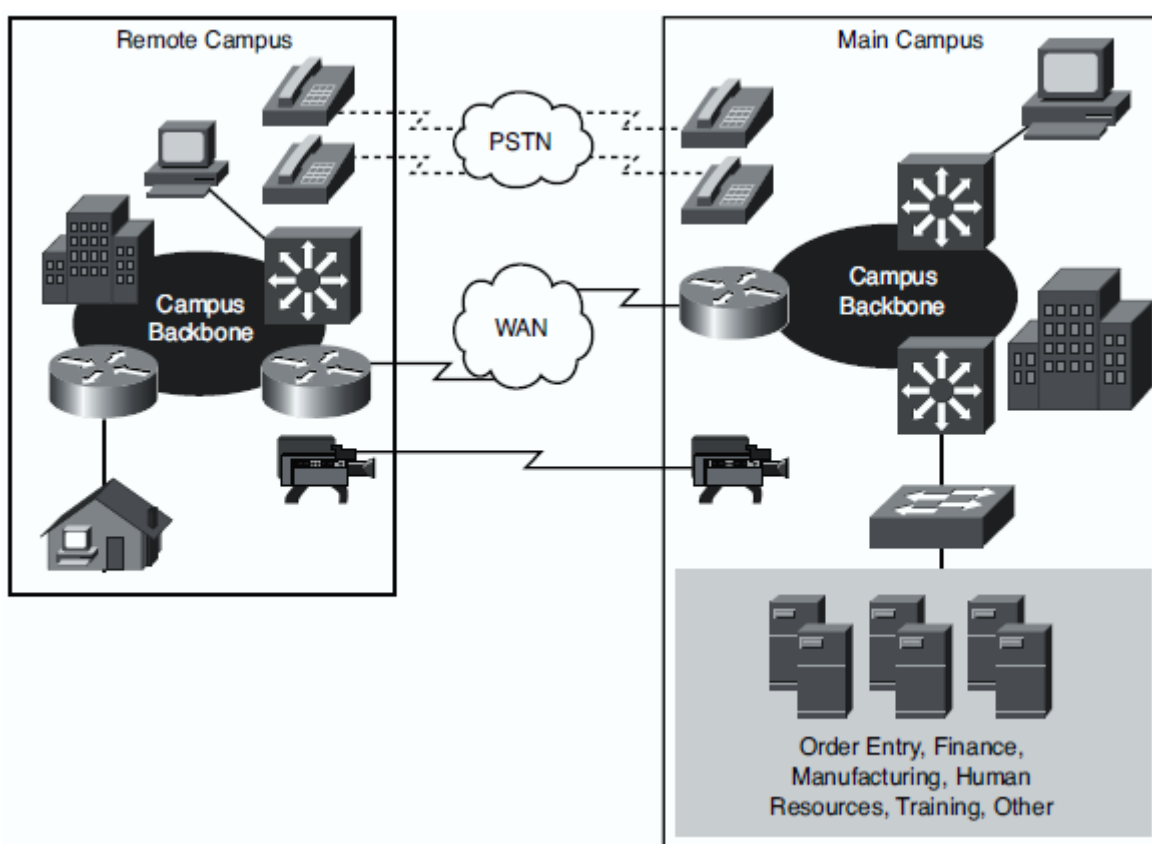 Remote Campus
Main Campus
PSTN
Campus
Backbone
WAN
Campus
Backbone
Order Entry, Finance,
Manufacturing, Human
Resources, Training, Other